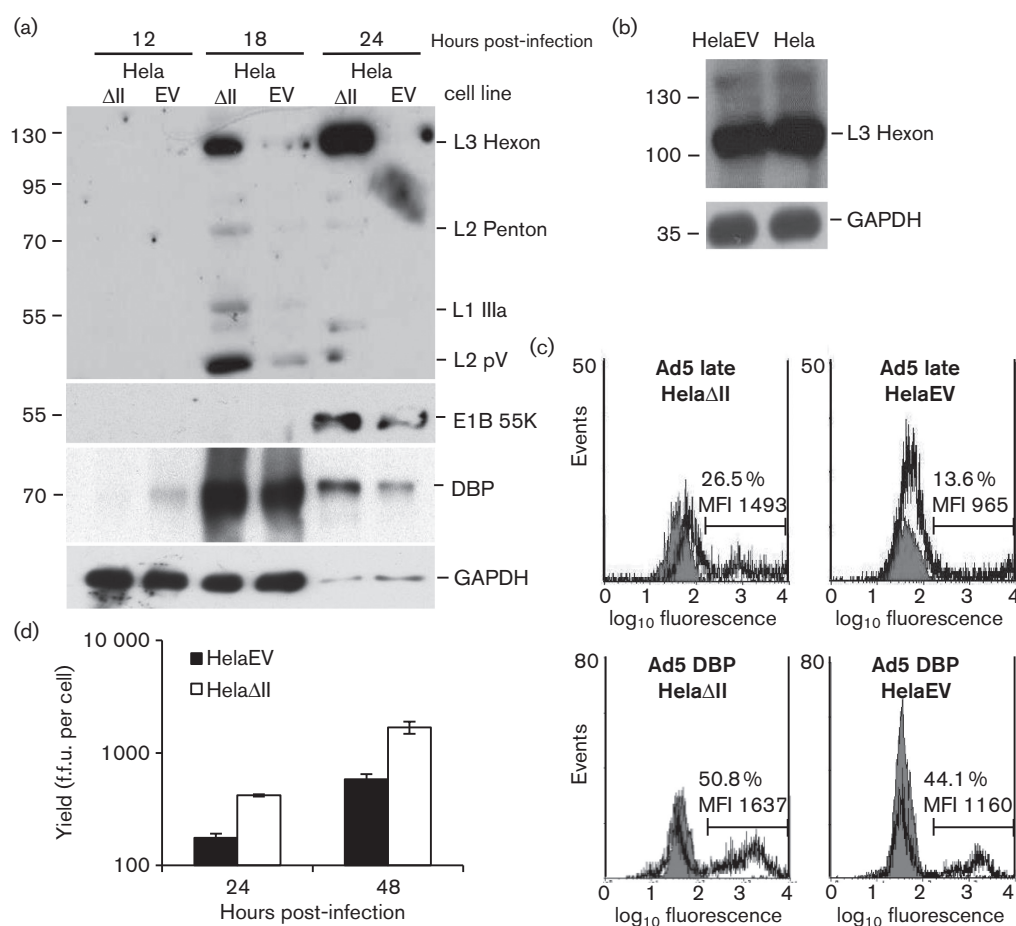 (a)
12 18 24 Hours post-infection
Hela Hela Hela
ΔII EV ΔII EV ΔII EV cell line
130
95
70
55
L3 Hexon
L2 Penton
L1 IIIa
L2 pV
55
E1B 55K
70
DBP
GAPDH
(b)
HelaEV Hela
130
100
L3 Hexon
35
GAPDH
(c)
50
Ad5 late
HelaΔII
Events
26.5 %
MFI 1493
0 1 2 3 4
log10 fluorescence
50
Ad5 late
HelaEV
13.6 %
MFI 965
0 1 2 3 4
log10 fluorescence
80
Ad5 DBP
HelaΔII
Events
50.8 %
MFI 1637
0 1 2 3 4
log10 fluorescence
80
Ad5 DBP
HelaEV
44.1 %
MFI 1160
0 1 2 3 4
log10 fluorescence
(d)
10 000
1000
100
Yield (f.f.u. per cell)
HelaEV
HelaΔII
24 48
Hours post-infection